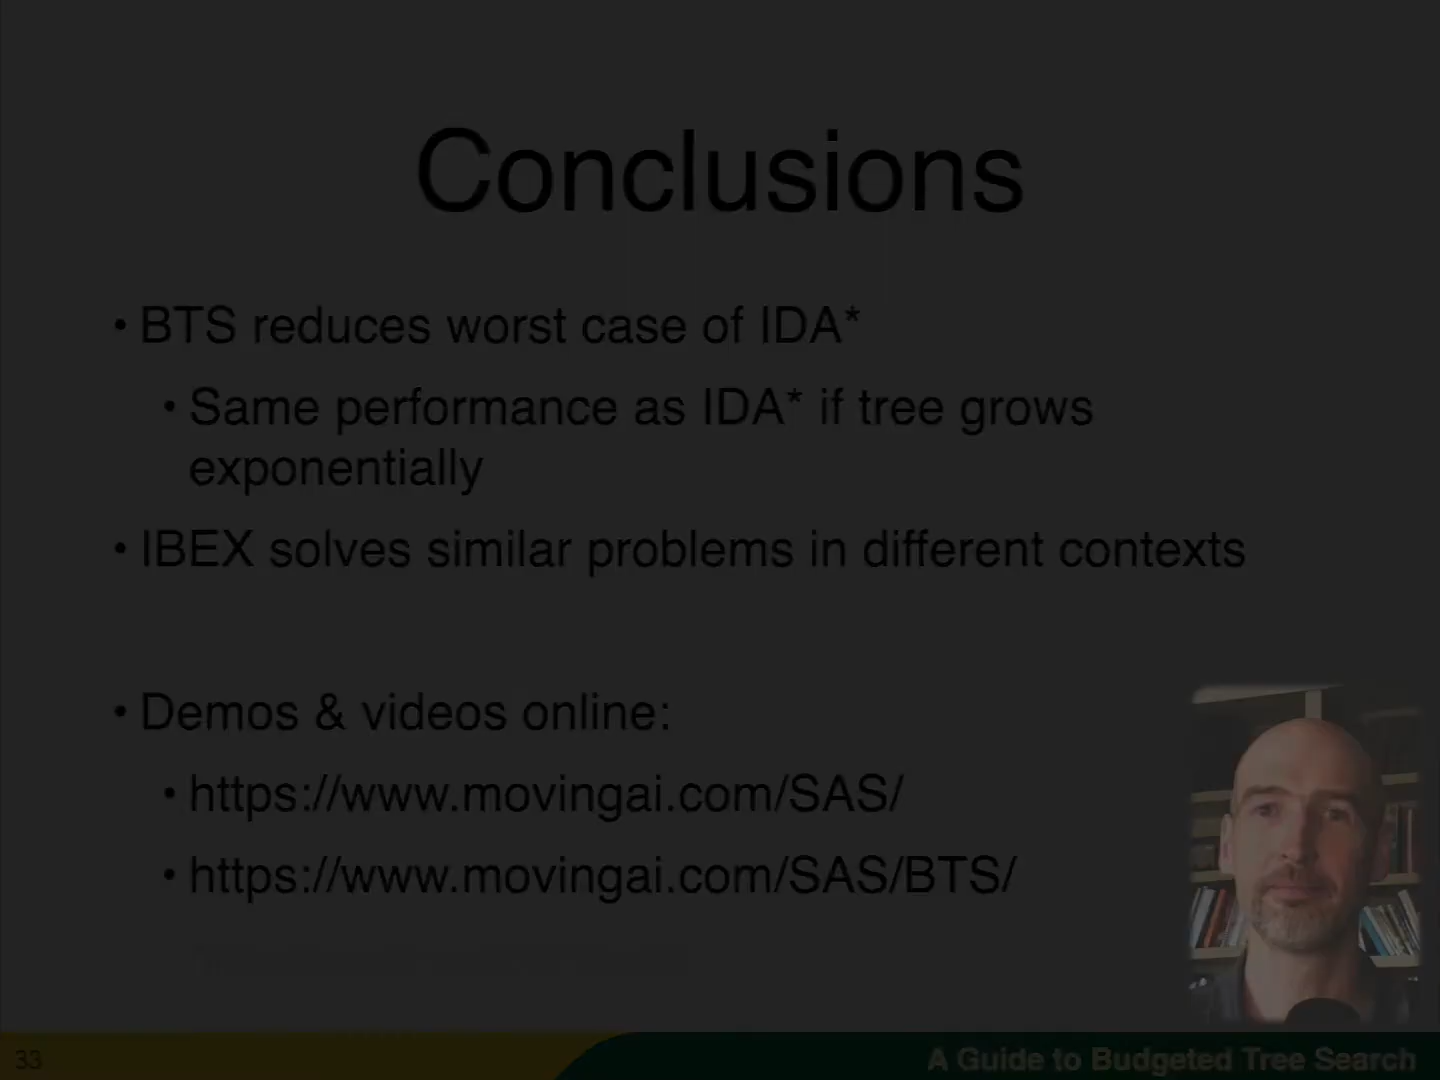 Conclusions
• BTS reduces worst case of IDA*
• Same performance as IDA* if tree grows
exponentially
• IBEX solves similar problems in different contexts
• Demos & videos online:
• https://www.movingai.com/SAS/
• https://www.movingai.com/SAS/BTS/
33
A Guide to Budgeted Tree Search